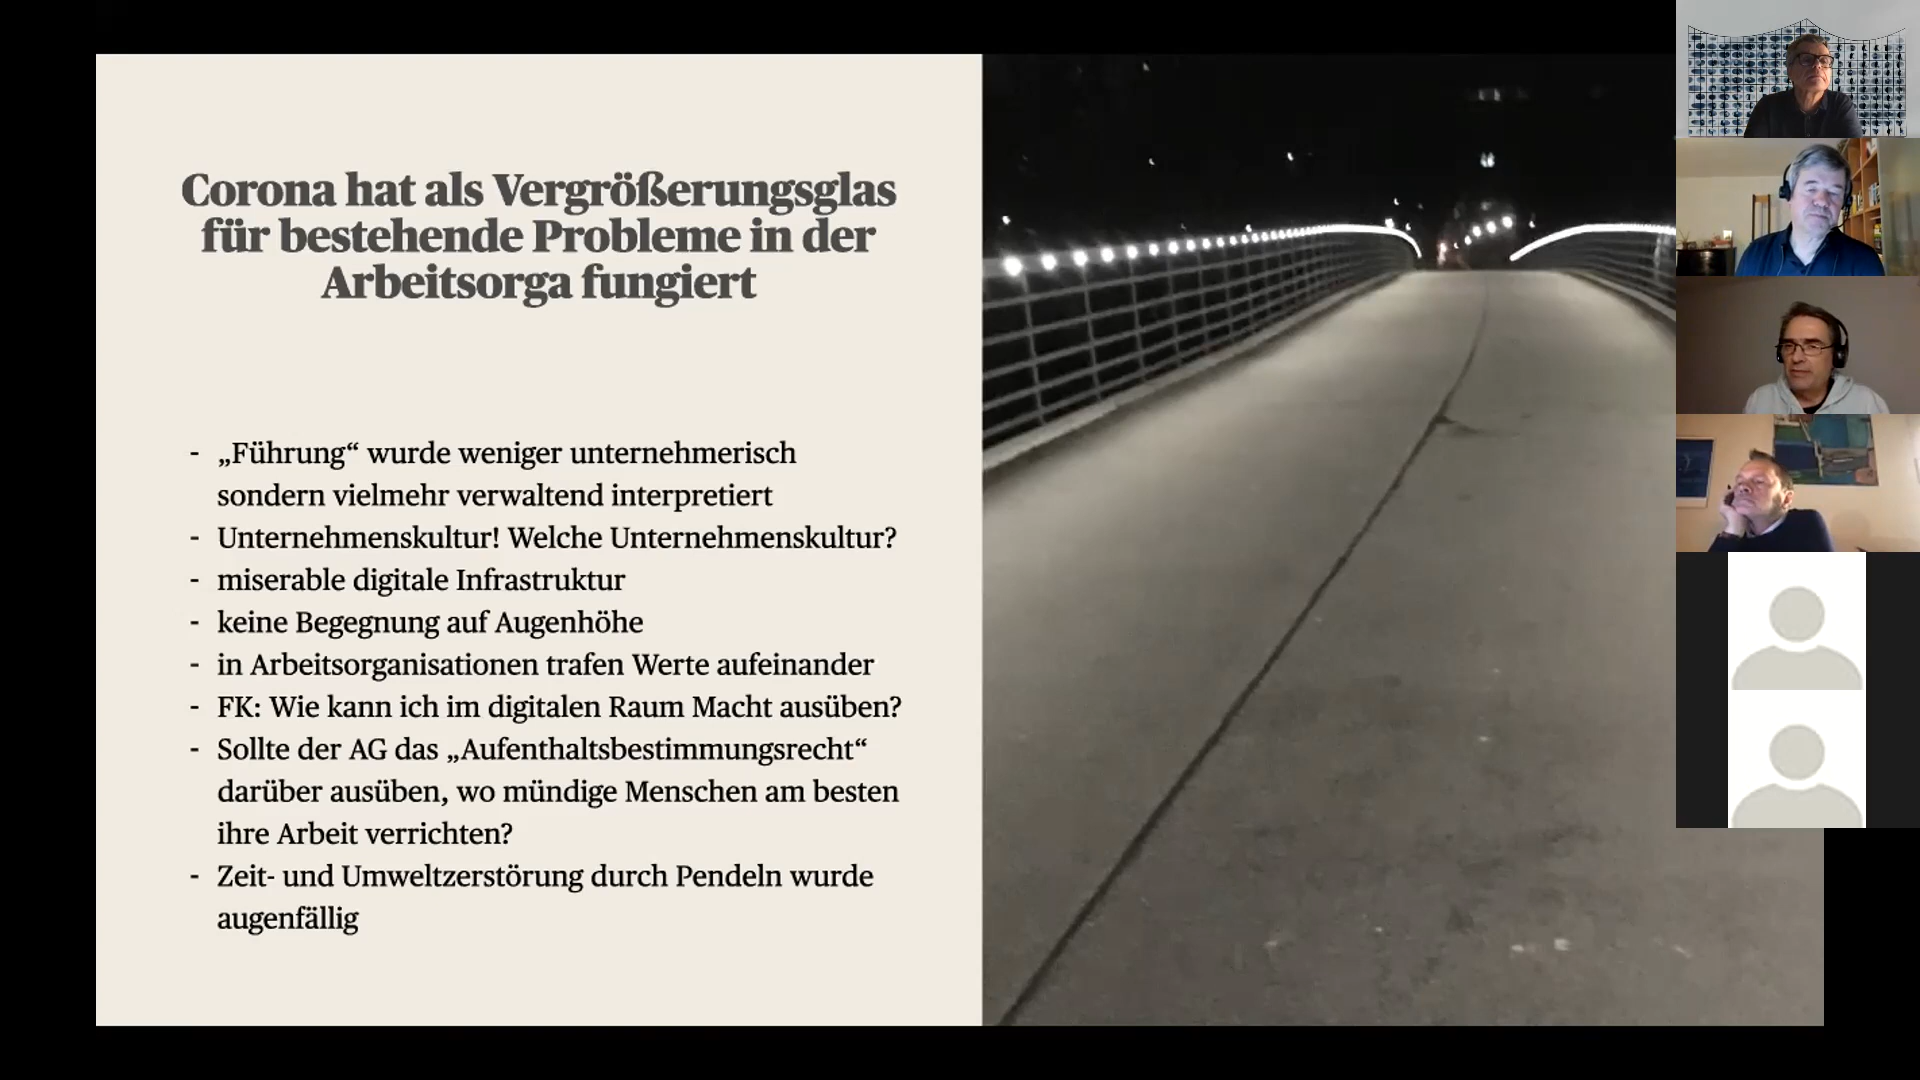 Corona hat als Vergrößerungsglas
für bestehende Probleme in der
Arbeitsorga fungiert
- „Führung“ wurde weniger unternehmerisch
sondern vielmehr verwaltend interpretiert
- Unternehmenskultur! Welche Unternehmenskultur?
- miserable digitale Infrastruktur
- keine Begegnung auf Augenhöhe
- in Arbeitsorganisationen trafen Werte aufeinander
- FK: Wie kann ich im digitalen Raum Macht ausüben?
- Sollte der AG das „Aufenthaltsbestimmungsrecht“
darüber ausüben, wo mündige Menschen am besten
ihre Arbeit verrichten?
- Zeit- und Umweltzerstörung durch Pendeln wurde
augenfällig